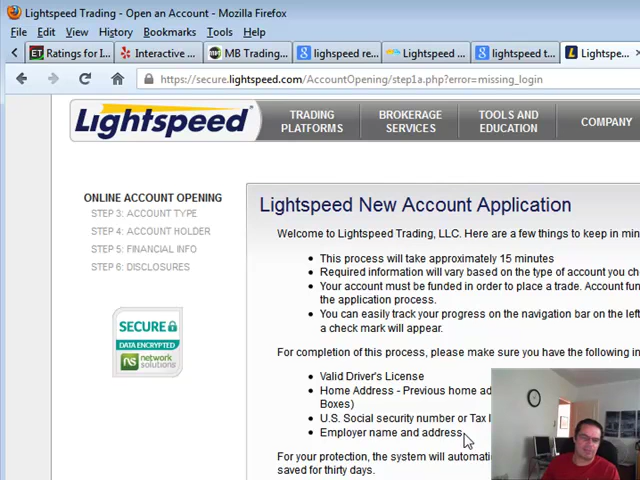 Lightspeed Trading - Open an Account - Mozilla Firefox
File Edit View History Bookmarks Tools Help
ET Ratings for I... Interactive ... MB Trading... lighspeed re... Lightspeed ... lightspeed t... L Lightspe...
https://secure.lightspeed.com/AccountOpening/step1a.php?error=missing_login
Lightspeed
TRADING PLATFORMS
BROKERAGE SERVICES
TOOLS AND EDUCATION
COMPANY
ONLINE ACCOUNT OPENING
STEP 3: ACCOUNT TYPE
STEP 4: ACCOUNT HOLDER
STEP 5: FINANCIAL INFO
STEP 6: DISCLOSURES
SECURE
DATA ENCRYPTED
ns network
solutions
Lightspeed New Account Application
Welcome to Lightspeed Trading, LLC. Here are a few things to keep in min
This process will take approximately 15 minutes
Required information will vary based on the type of account you ch
Your account must be funded in order to place a trade. Account fun
the application process.
You can easily track your progress on the navigation bar on the left
a check mark will appear.
For completion of this process, please make sure you have the following in
Valid Driver's License
Home Address - Previous home ad
Boxes)
U.S. Social security number or Tax I
Employer name and address
For your protection, the system will automati
saved for thirty days.